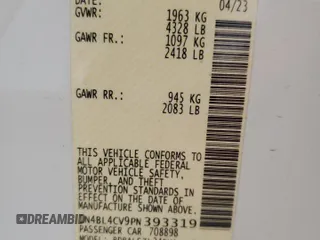 DATE: 04/23
GVWR: 1963 KG
4328 LB
GAWR FR: 1097 KG
2418 LB
GAWR RR: 945 KG
2083 LB
THIS VEHICLE CONFORMS TO
ALL APPLICABLE FEDERAL
MOTOR VEHICLE SAFETY,
BUMPER, AND THEFT
PREVENTION STANDARDS IN
EFFECT ON THE DATE OF
MANUFACTURE SHOWN ABOVE.
N4BL4CV9PN393319
PASSENGER CAR 708898
DREAMBID